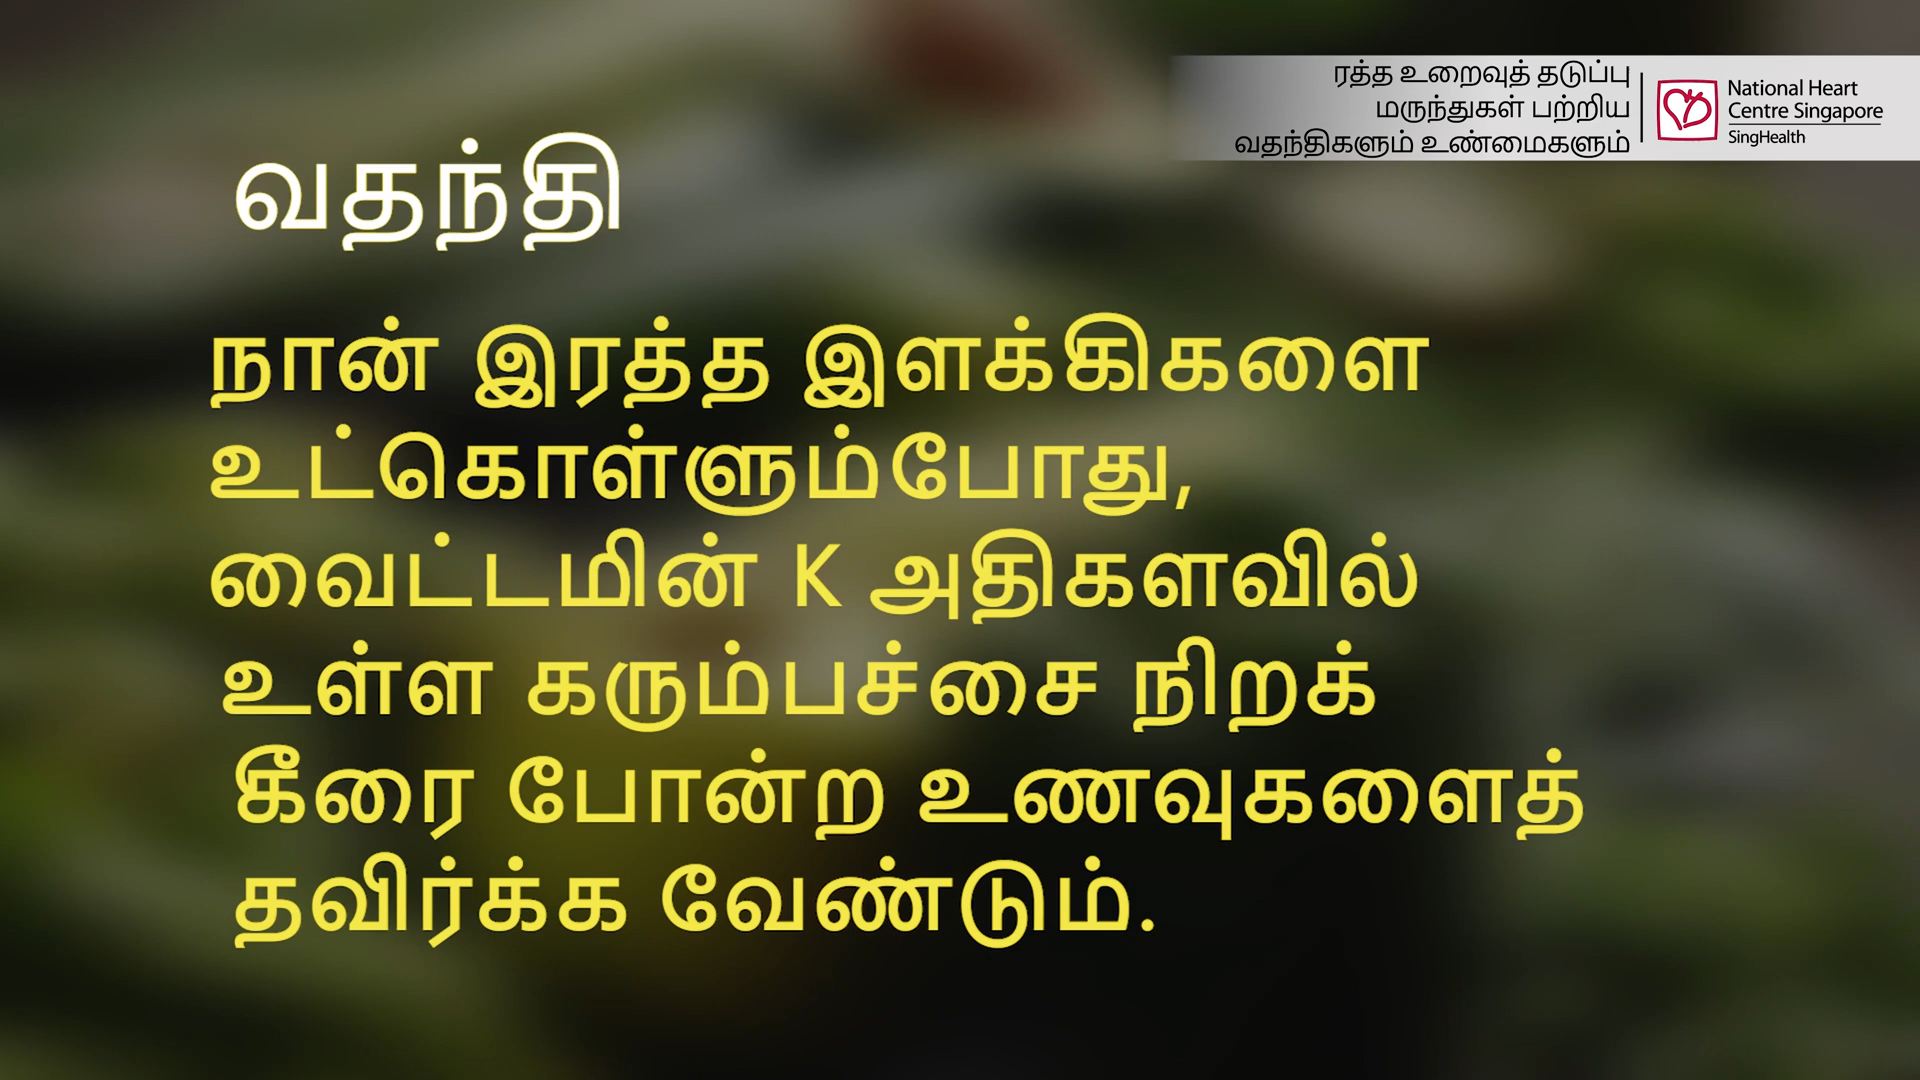 ரத்த உறைவுத் தடுப்பு
மருந்துகள் பற்றிய
வதந்திகளும் உண்மைகளும்
National Heart
Centre Singapore
SingHealth
வதந்தி
நான் இரத்த இளக்கிகளை
உட்கொள்ளும்போது,
வைட்டமின் K அதிகளவில்
உள்ள கரும்பச்சை நிறக்
கீரை போன்ற உணவுகளைத்
தவிர்க்க வேண்டும்.